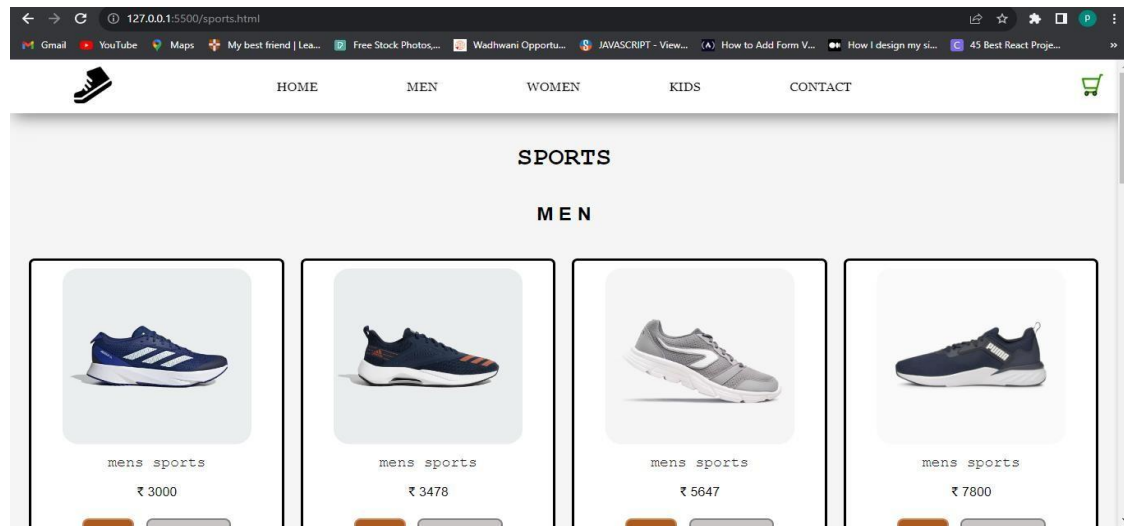 127.0.0.1:5500/sports.html
P
Gmail YouTube Maps My best friend | Lea... Free Stock Photos,... Wadhwani Opportu... JAVASCRIPT - View... How to Add Form V... How I design my si... 45 Best React Proje... »
HOME MEN WOMEN KIDS CONTACT
SPORTS
MEN
PUMA
mens sports mens sports mens sports mens sports
₹ 3000 ₹ 3478 ₹ 5647 ₹ 7800